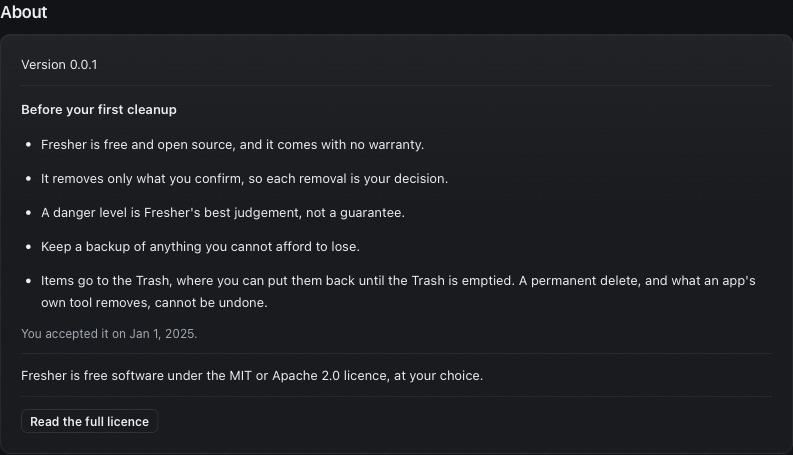 About
Version 0.0.1
Before your first cleanup
• Fresher is free and open source, and it comes with no warranty.
• It removes only what you confirm, so each removal is your decision.
• A danger level is Fresher's best judgement, not a guarantee.
• Keep a backup of anything you cannot afford to lose.
• Items go to the Trash, where you can put them back until the Trash is emptied. A permanent delete, and what an app's
own tool removes, cannot be undone.
You accepted it on Jan 1, 2025.
Fresher is free software under the MIT or Apache 2.0 licence, at your choice.
Read the full licence